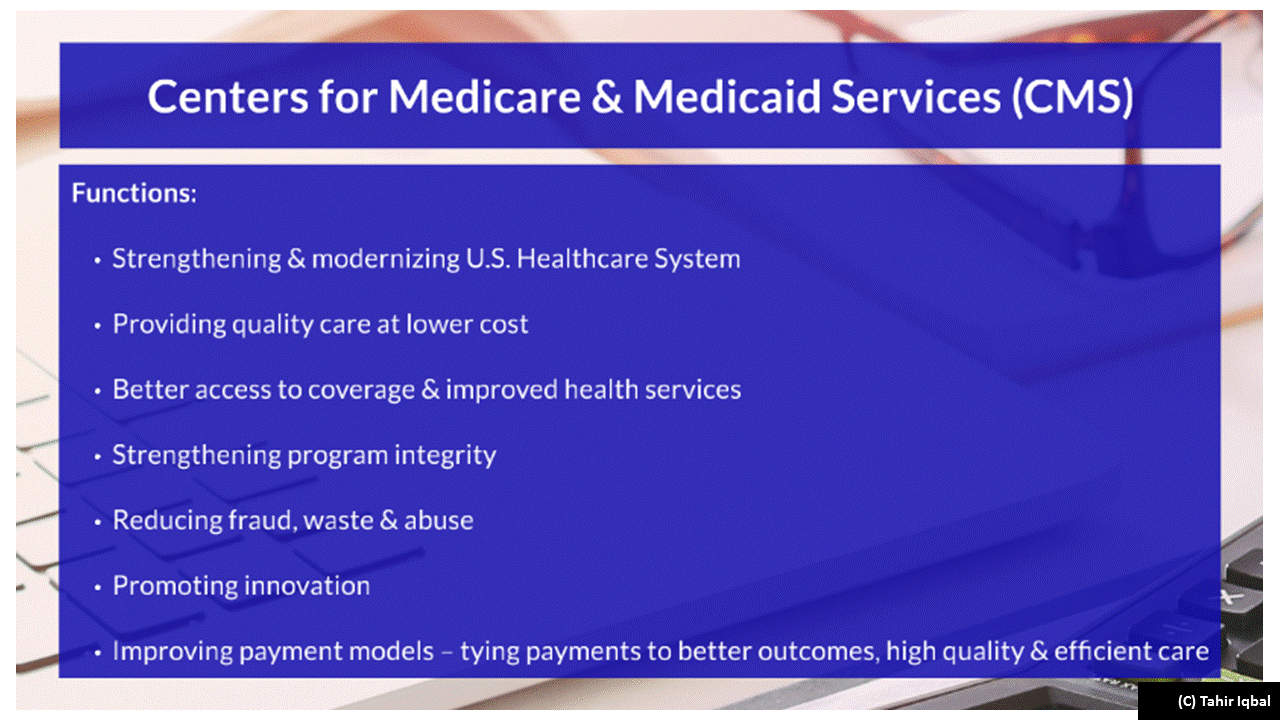 Centers for Medicare & Medicaid Services (CMS)
Functions:
• Strengthening & modernizing U.S. Healthcare System
• Providing quality care at lower cost
• Better access to coverage & improved health services
• Strengthening program integrity
• Reducing fraud, waste & abuse
• Promoting innovation
• Improving payment models – tying payments to better outcomes, high quality & efficient care
(C) Tahir Iqbal